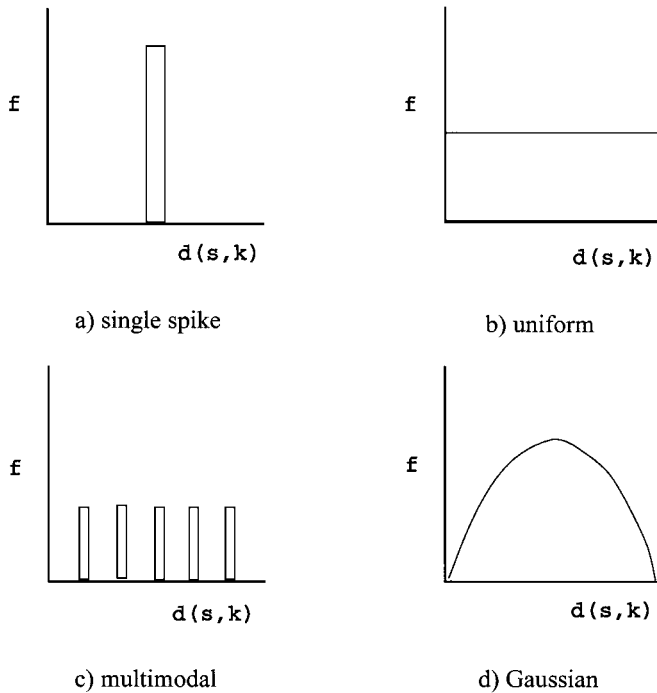 f
d(s,k)
a) single spike
f
d(s,k)
b) uniform
f
d(s,k)
c) multimodal
f
d(s,k)
d) Gaussian